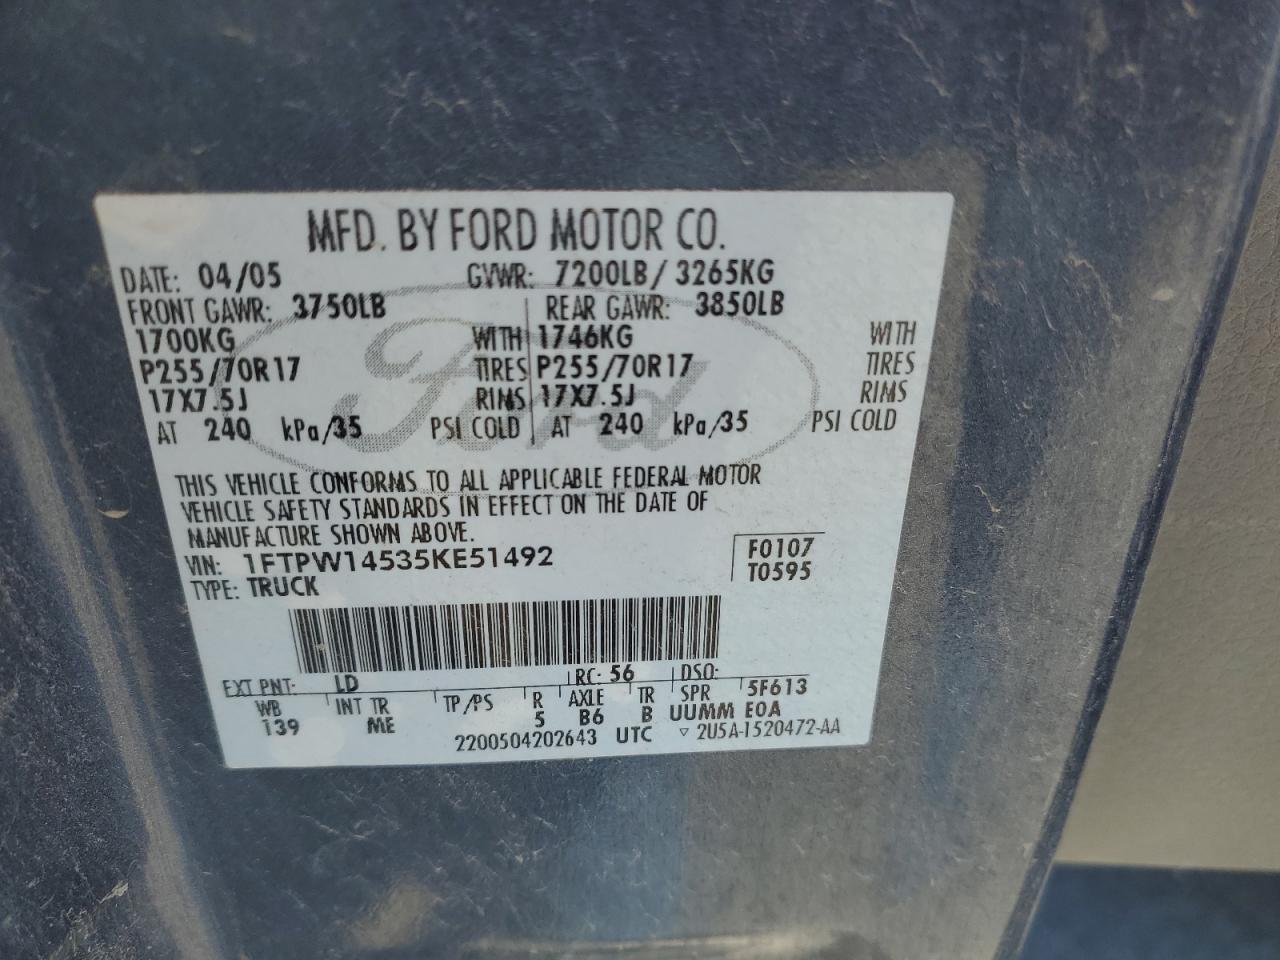 MFD. BY FORD MOTOR CO.
DATE: 04/05 GVWR: 7200LB/ 3265KG
FRONT GAWR: 3750LB REAR GAWR: 3850LB
1700KG WITH 1746KG WITH
P255/70R17 TIRES P255/70R17 TIRES
17X7.5J RIMS 17X7.5J RIMS
AT 240 kPa/35 PSI COLD AT 240 kPa/35 PSI COLD
Ford
THIS VEHICLE CONFORMS TO ALL APPLICABLE FEDERAL MOTOR
VEHICLE SAFETY STANDARDS IN EFFECT ON THE DATE OF
MANUFACTURE SHOWN ABOVE.
VIN: 1FTPW14535KE51492 F0107
TYPE: TRUCK T0595
EXT PNT: LD RC: 56 DSO:
WB INT TR TP/PS R AXLE TR SPR 5F613
139 ME 5 B6 B UUMM EOA
2200504202643 UTC ▽ 2U5A-1520472-AA